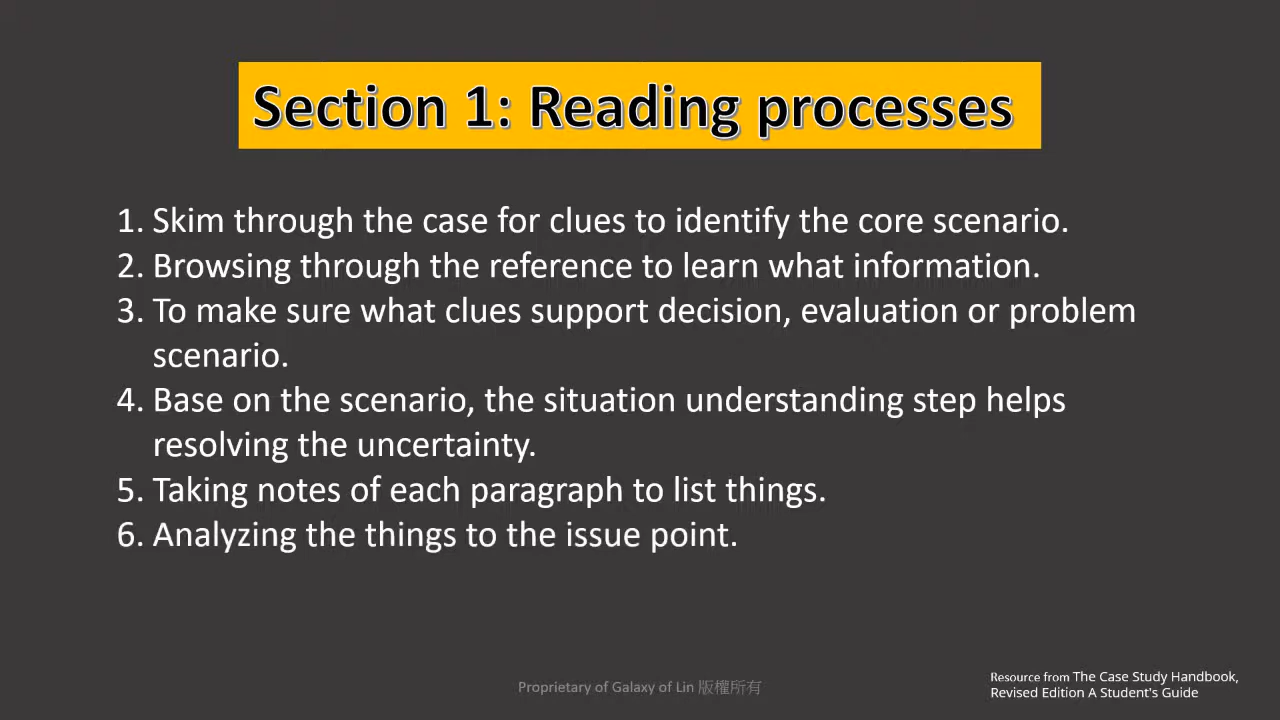 Section 1: Reading processes
1. Skim through the case for clues to identify the core scenario.
2. Browsing through the reference to learn what information.
3. To make sure what clues support decision, evaluation or problem
scenario.
4. Base on the scenario, the situation understanding step helps
resolving the uncertainty.
5. Taking notes of each paragraph to list things.
6. Analyzing the things to the issue point.
Proprietary of Galaxy of Lin 版權所有
Resource from The Case Study Handbook,
Revised Edition A Student's Guide